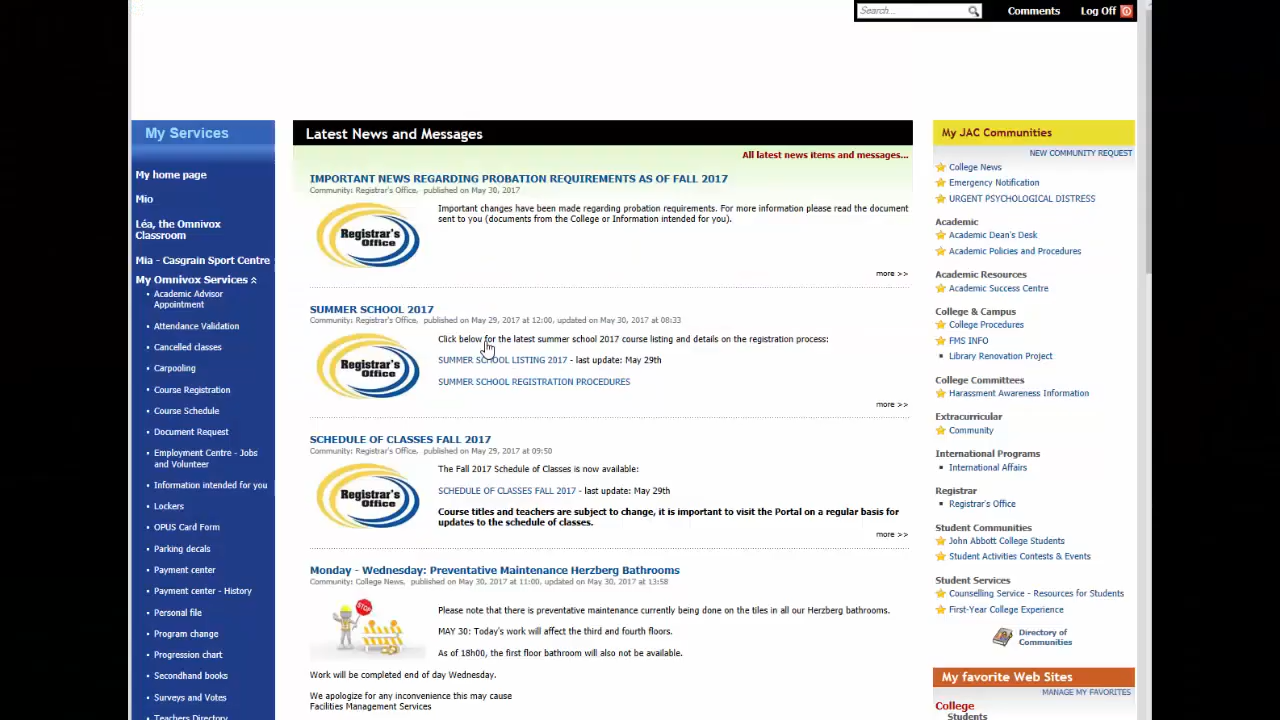 Search...
Comments
Log Off
My Services
My home page
Mio
Léa, the Omnivox
Classroom
Mia - Casgrain Sport Centre
My Omnivox Services
Academic Advisor
Appointment
Attendance Validation
Cancelled classes
Carpooling
Course Registration
Course Schedule
Document Request
Employment Centre - Jobs
and Volunteer
Information intended for you
Lockers
OPUS Card Form
Parking decals
Payment center
Payment center - History
Personal file
Program change
Progression chart
Secondhand books
Surveys and Votes
Teachers Directory
Latest News and Messages
All latest news items and messages...
IMPORTANT NEWS REGARDING PROBATION REQUIREMENTS AS OF FALL 2017
Community: Registrar's Office, published on May 30, 2017
Registrar's
Office
Important changes have been made regarding probation requirements. For more information please read the document
sent to you (documents from the College or Information intended for you).
more >>
SUMMER SCHOOL 2017
Community: Registrar's Office, published on May 29, 2017 at 12:00, updated on May 30, 2017 at 08:33
Registrar's
Office
Click below for the latest summer school 2017 course listing and details on the registration process:
SUMMER SCHOOL LISTING 2017 - last update: May 29th
SUMMER SCHOOL REGISTRATION PROCEDURES
more >>
SCHEDULE OF CLASSES FALL 2017
Community: Registrar's Office, published on May 29, 2017 at 09:50
Registrar's
Office
The Fall 2017 Schedule of Classes is now available:
SCHEDULE OF CLASSES FALL 2017 - last update: May 29th
Course titles and teachers are subject to change, it is important to visit the Portal on a regular basis for
updates to the schedule of classes.
more >>
Monday - Wednesday: Preventative Maintenance Herzberg Bathrooms
Community: College News, published on May 30, 2017 at 11:00, updated on May 30, 2017 at 13:58
STOP
Please note that there is preventative maintenance currently being done on the tiles in all our Herzberg bathrooms.
MAY 30: Today's work will affect the third and fourth floors.
As of 18h00, the first floor bathroom will also not be available.
Work will be completed end of day Wednesday.
We apologize for any inconvenience this may cause
Facilities Management Services
My JAC Communities
NEW COMMUNITY REQUEST
College News
Emergency Notification
URGENT PSYCHOLOGICAL DISTRESS
Academic
Academic Dean's Desk
Academic Policies and Procedures
Academic Resources
Academic Success Centre
College & Campus
College Procedures
FMS INFO
Library Renovation Project
College Committees
Harassment Awareness Information
Extracurricular
Community
International Programs
International Affairs
Registrar
Registrar's Office
Student Communities
John Abbott College Students
Student Activities Contests & Events
Student Services
Counselling Service - Resources for Students
First-Year College Experience
Directory of
Communities
My favorite Web Sites
MANAGE MY FAVORITES
College
Students